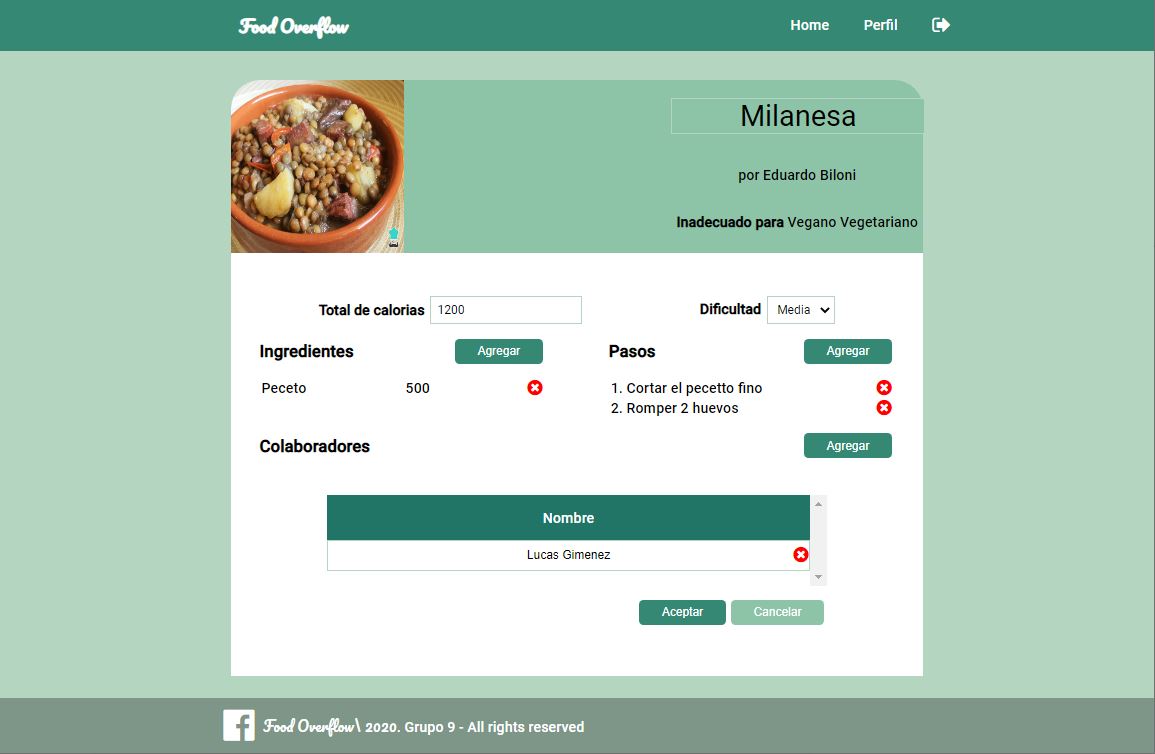 Food Overflow Home Perfil
Milanesa
por Eduardo Biloni
Inadecuado para Vegano Vegetariano
Total de calorias 1200 Dificultad Media
Ingredientes Agregar Pasos Agregar
Peceto 500 1. Cortar el pecetto fino
2. Romper 2 huevos
Colaboradores Agregar
Nombre
Lucas Gimenez
Aceptar Cancelar
Food Overflow\ 2020. Grupo 9 - All rights reserved